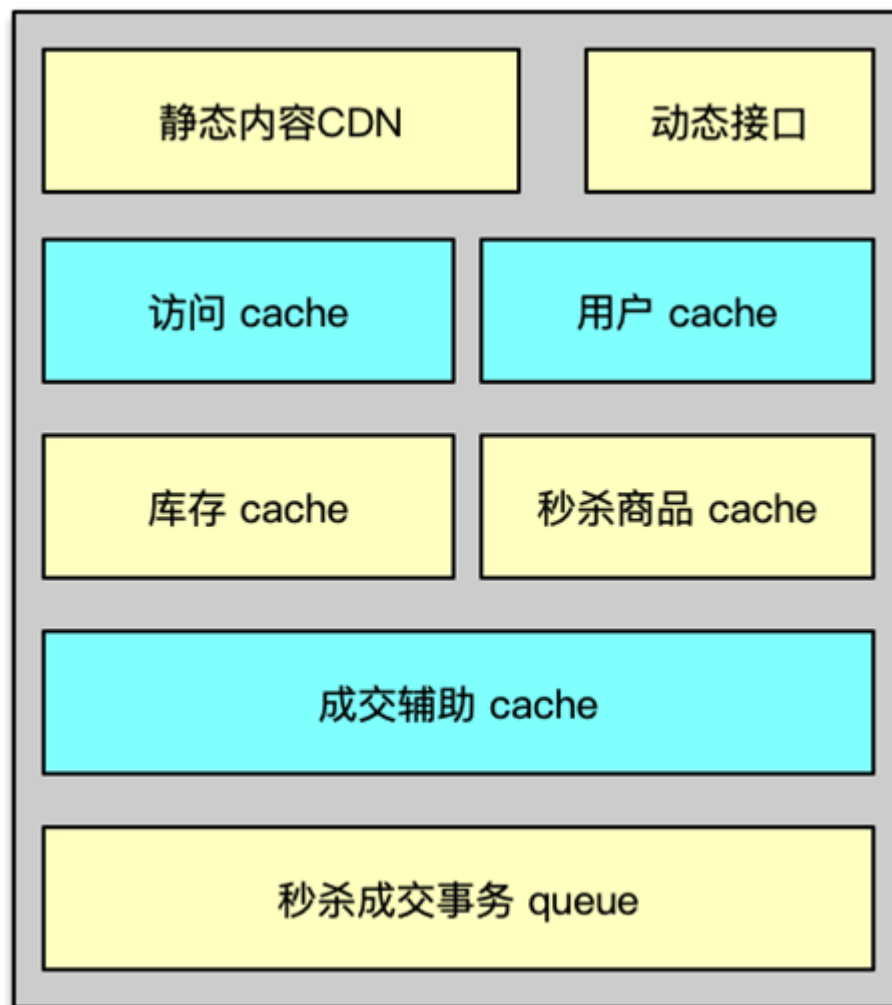 静态内容CDN
动态接口
访问 cache
用户 cache
库存 cache
秒杀商品 cache
成交辅助 cache
秒杀成交事务 queue